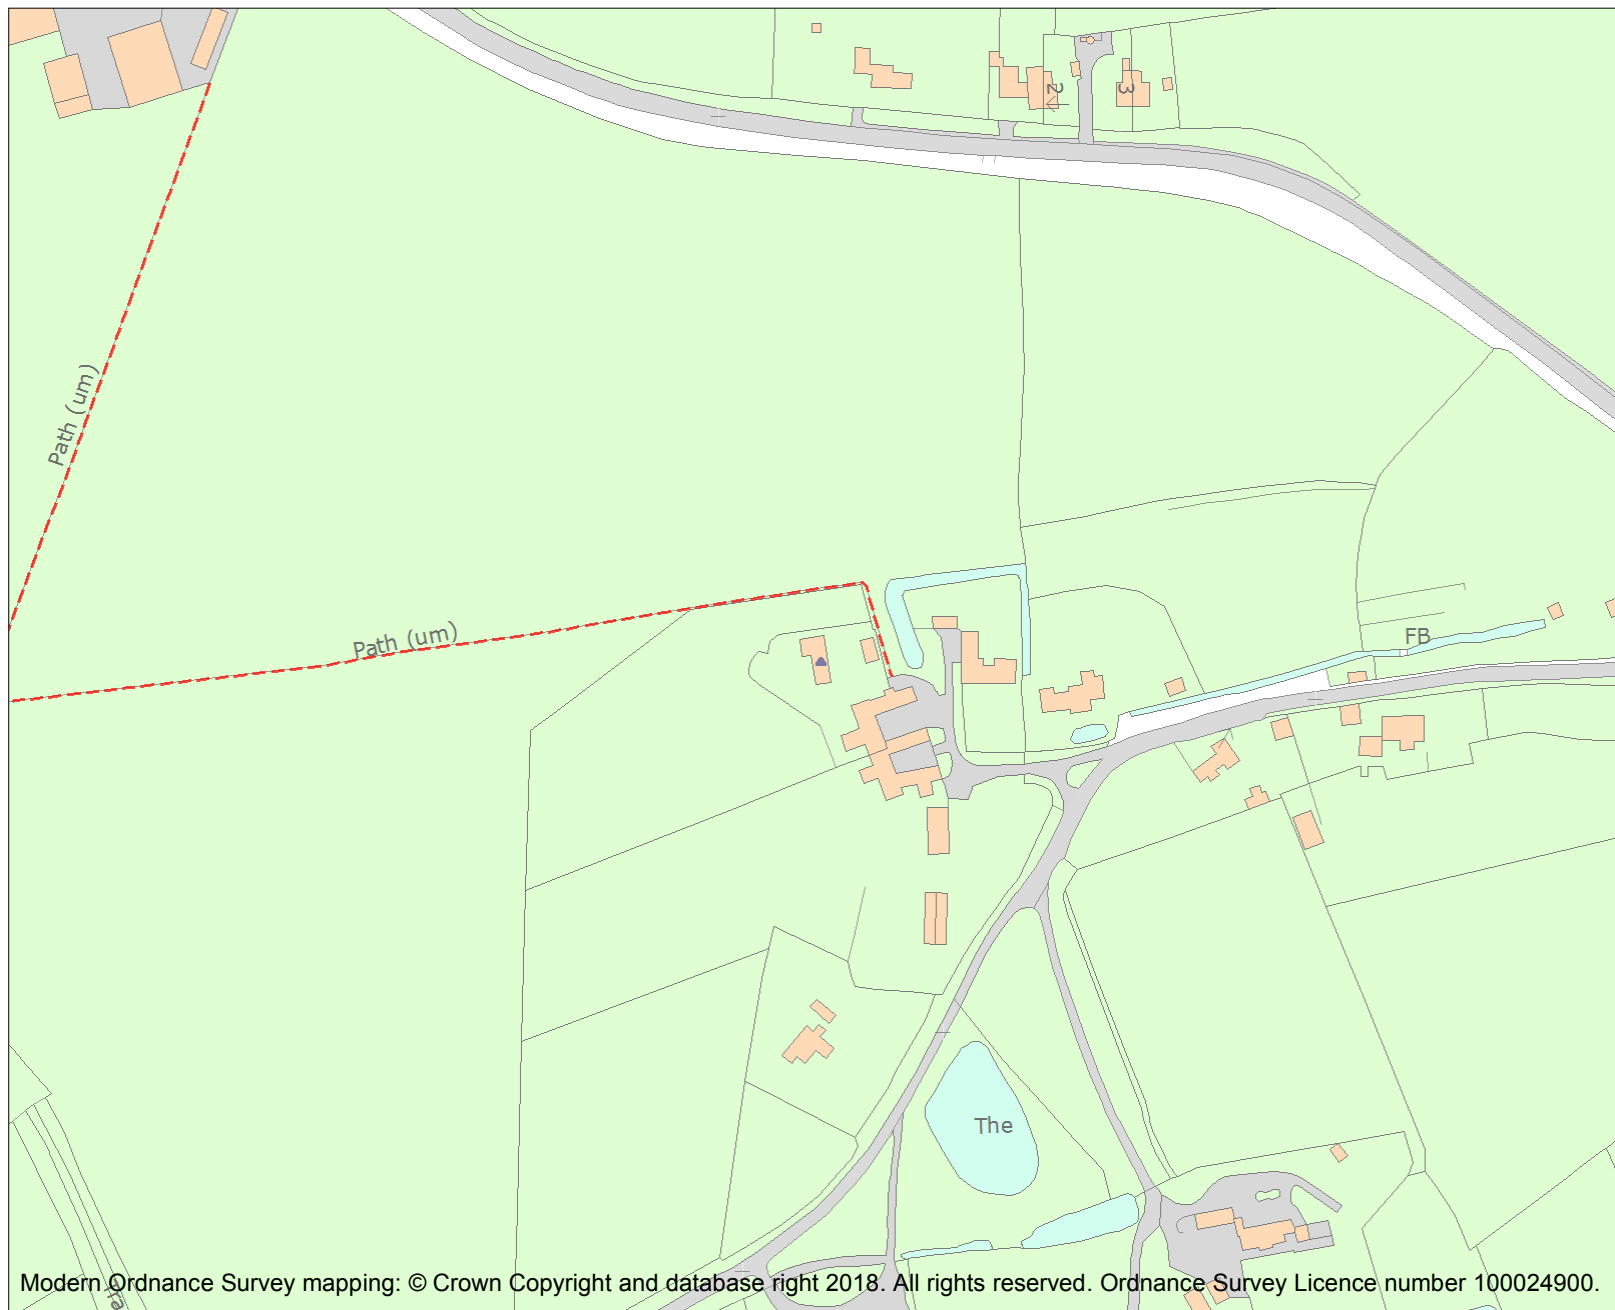 2
3
Path (um)
Path (um)
FB
The
Tra
Modern Ordnance Survey mapping: © Crown Copyright and database right 2018. All rights reserved. Ordnance Survey Licence number 100024900.